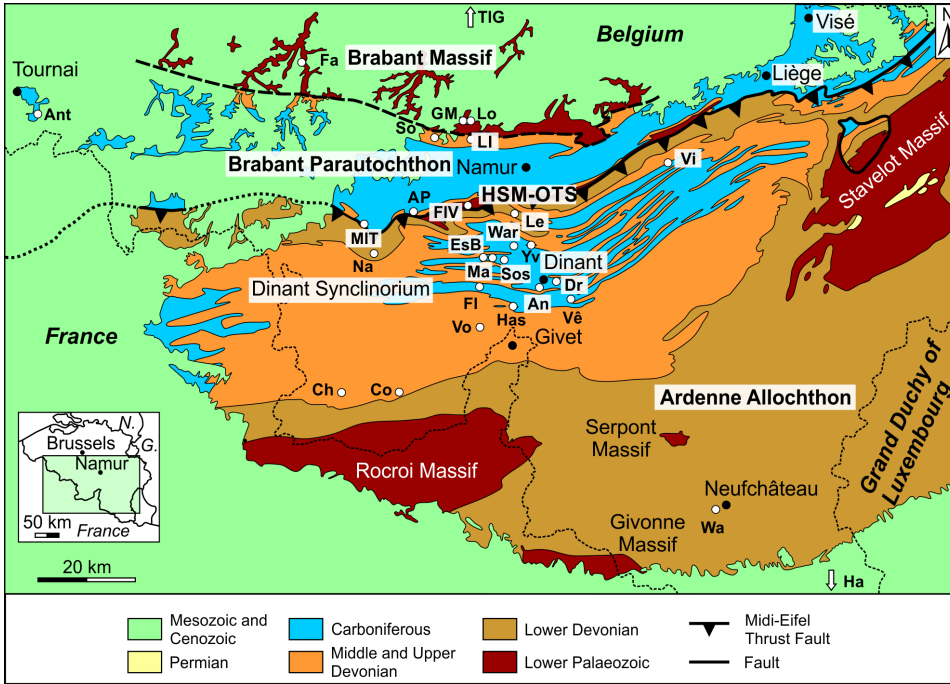 TIG
N
Belgium
Visé
Tournai
Fa
Brabant Massif
Liège
Ant
GM
Lo
So
LI
Brabant Parautochthon
Namur
Vi
Stavelot Massif
HSM-OTS
AP
FIV
Le
MIT
War
EsB
Yv
Na
Ma
Sos
Dinant
Dinant Synclinorium
Dr
Fl
An
Has
Vê
France
Vo
Givet
Ch
Co
Ardenne Allochthon
Grand Duchy of
Luxembourg
Serpont
Massif
Rocroi Massif
Neufchâteau
Givonne
Massif
Wa
Ha
N.
Brussels
G.
Namur
50 km
France
20 km
Mesozoic and
Cenozoic
Carboniferous
Lower Devonian
Midi-Eifel
Thrust Fault
Permian
Middle and Upper
Devonian
Lower Palaeozoic
Fault